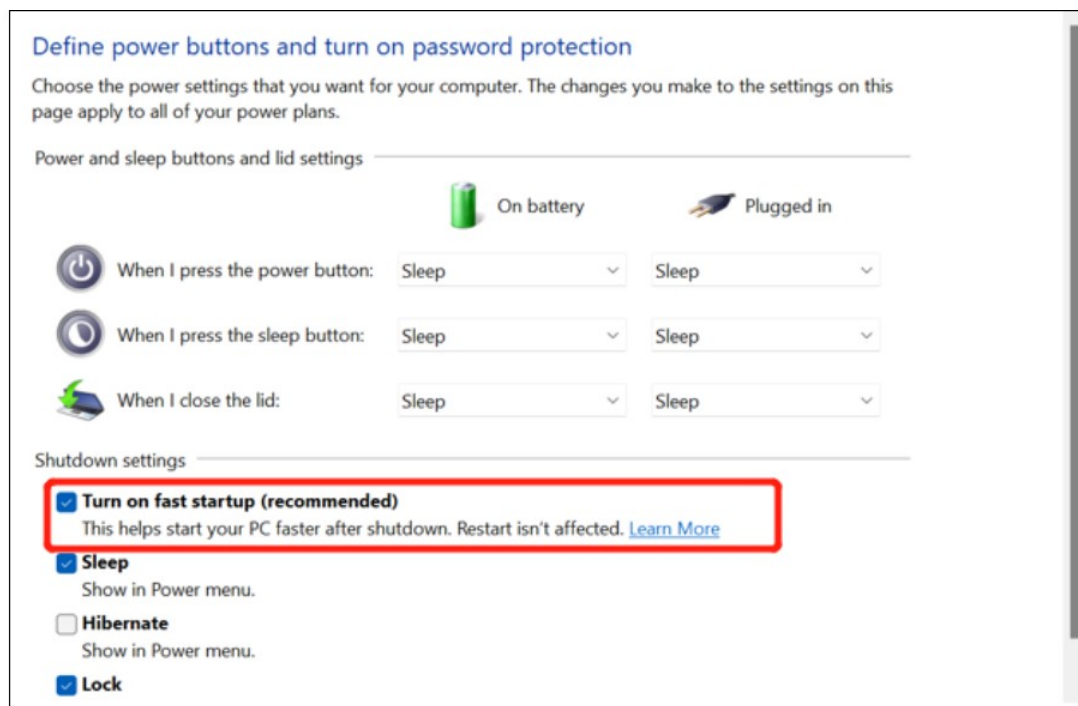 Define power buttons and turn on password protection
Choose the power settings that you want for your computer. The changes you make to the settings on this
page apply to all of your power plans.
Power and sleep buttons and lid settings
On battery Plugged in
When I press the power button: Sleep Sleep
When I press the sleep button: Sleep Sleep
When I close the lid: Sleep Sleep
Shutdown settings
Turn on fast startup (recommended)
This helps start your PC faster after shutdown. Restart isn't affected. Learn More
Sleep
Show in Power menu.
Hibernate
Show in Power menu.
Lock